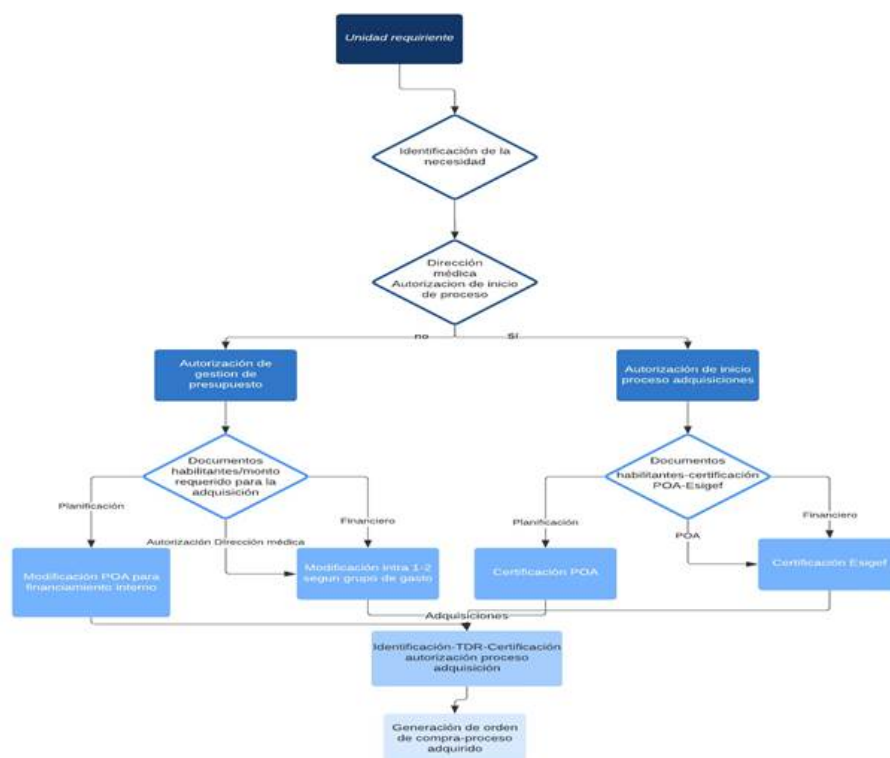 Unidad requiriente
Identificación de la
necesidad
Dirección
médica
Autorizacion de inicio
de proceso
no
Sí
Autorización de
gestion de
presupuesto
Autorización de inicio
proceso adquisiciones
Documentos
habilitantes/monto
requerido para la
adquisición
Documentos
habilitantes-certificación
POA-Esigef
Planificación
Autorización Dirección médica
Financiero
Planificación
POA
Financiero
Modificación POA para
financiamiento interno
Modificación intra 1-2
segun grupo de gasto
Certificación POA
Certificación Esigef
Adquisiciones
Identificación-TDR-Certificación
autorización proceso
adquisición
Generación de orden
de compra-proceso
adquirido